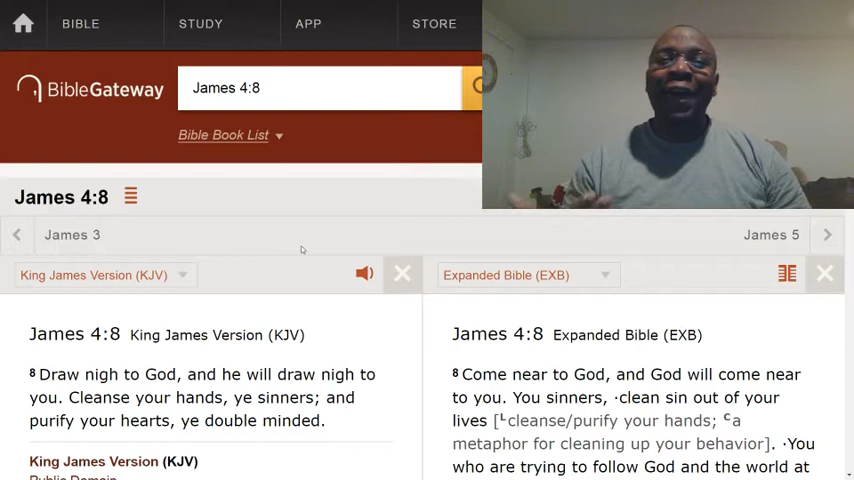 BIBLE STUDY APP STORE
BibleGateway
James 4:8
Bible Book List
James 4:8
James 3
James 5
King James Version (KJV)
Expanded Bible (EXB)
James 4:8 King James Version (KJV)
8 Draw nigh to God, and he will draw nigh to
you. Cleanse your hands, ye sinners; and
purify your hearts, ye double minded.
King James Version (KJV)
Public Domain
James 4:8 Expanded Bible (EXB)
8 Come near to God, and God will come near
to you. You sinners, ·clean sin out of your
lives [Lcleanse/purify your hands; Ca
metaphor for cleaning up your behavior]. ·You
who are trying to follow God and the world at